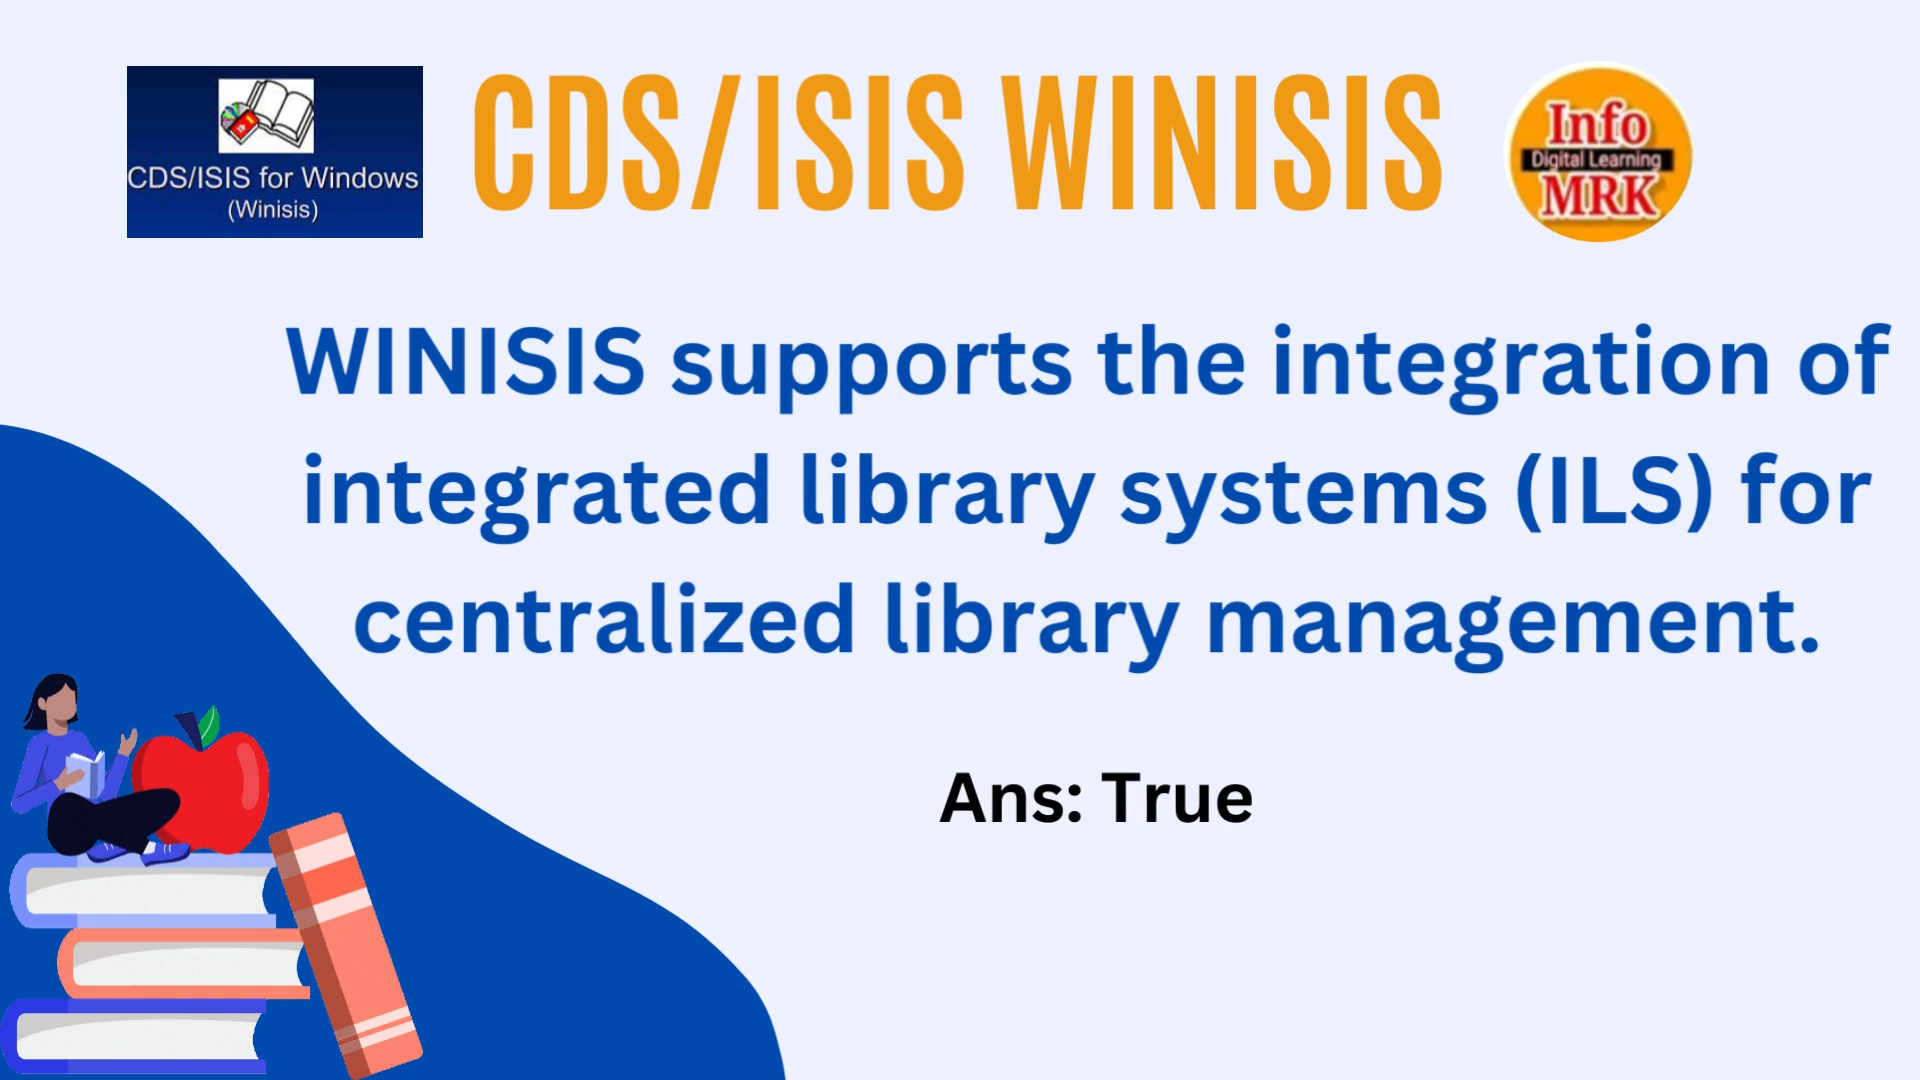 CDS/ISIS for Windows
(Winisis)
CDS/ISIS WINISIS
Info
Digital Learning
MRK
WINISIS supports the integration of
integrated library systems (ILS) for
centralized library management.
Ans: True